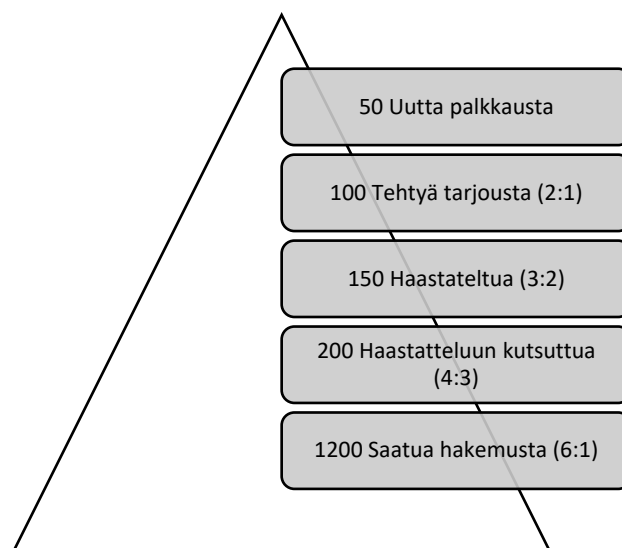 50 Uutta palkkausta
100 Tehtyä tarjousta (2:1)
150 Haastateltua (3:2)
200 Haastatteluun kutsuttua
(4:3)
1200 Saatua hakemusta (6:1)